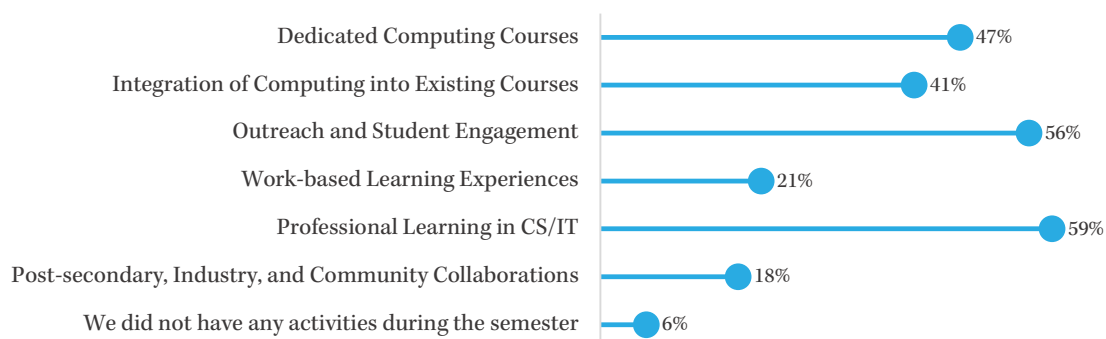 Dedicated Computing Courses 47%
Integration of Computing into Existing Courses 41%
Outreach and Student Engagement 56%
Work-based Learning Experiences 21%
Professional Learning in CS/IT 59%
Post-secondary, Industry, and Community Collaborations 18%
We did not have any activities during the semester 6%